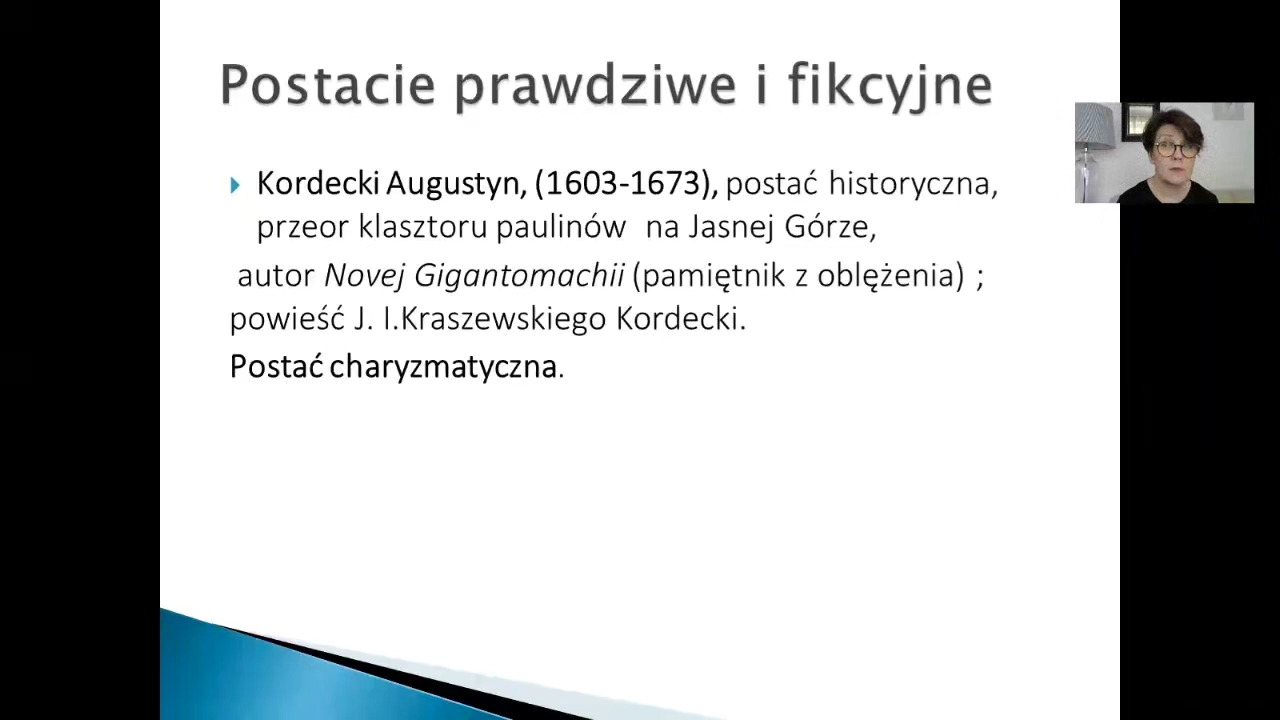 Postacie prawdziwe i fikcyjne
Kordecki Augustyn, (1603-1673), postać historyczna,
przeor klasztoru paulinów na Jasnej Górze,
autor Novej Gigantomachii (pamiętnik z oblężenia) ;
powieść J. I.Kraszewskiego Kordecki.
Postać charyzmatyczna.